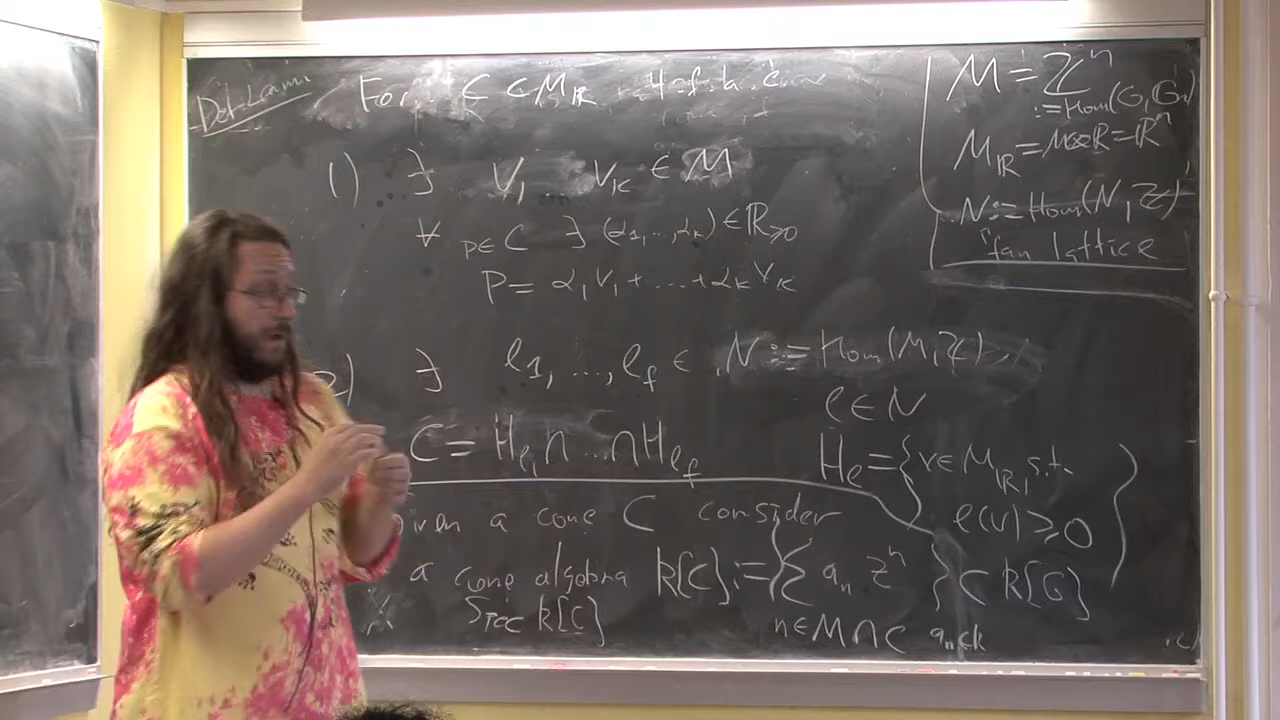 Def-Lemma. For C ⊂ M_ℝ T.f.a.e.
1) ∃ V_1 ... V_k ∈ M
∀ p∈C ∃ (α_1,...,α_k) ∈ ℝ_{≥0}
P = α_1 V_1 + ... + α_k V_k
2) ∃ ℓ_1, ..., ℓ_f ∈ N := Hom(M,ℤ)
ℓ ∈ N
C = H_{ℓ_1} ∩ ... ∩ H_{ℓ_f}
H_ℓ = {v ∈ M_ℝ, s.t.
ℓ(v) ≥ 0 }
Given a cone C consider
a cone algebra k[C] := { Σ a_n z^n } ⊂ k[G]
n∈M∩C a_n∈k
Spec k[C]
M = ℤ^n
:= Hom(G, G_m)
M_ℝ = M⊗ℝ = ℝ^n
N := Hom(N, ℤ)
"fan lattice